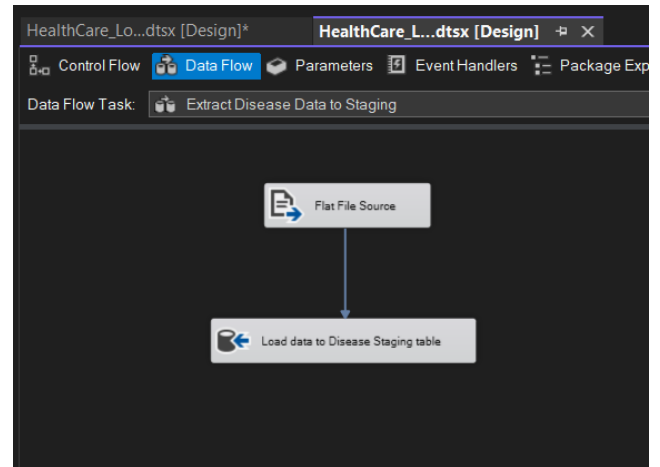 HealthCare_Lo...dtsx [Design]* HealthCare_L...dtsx [Design]
Control Flow Data Flow Parameters Event Handlers Package Exp
Data Flow Task: Extract Disease Data to Staging
Flat File Source
Load data to Disease Staging table